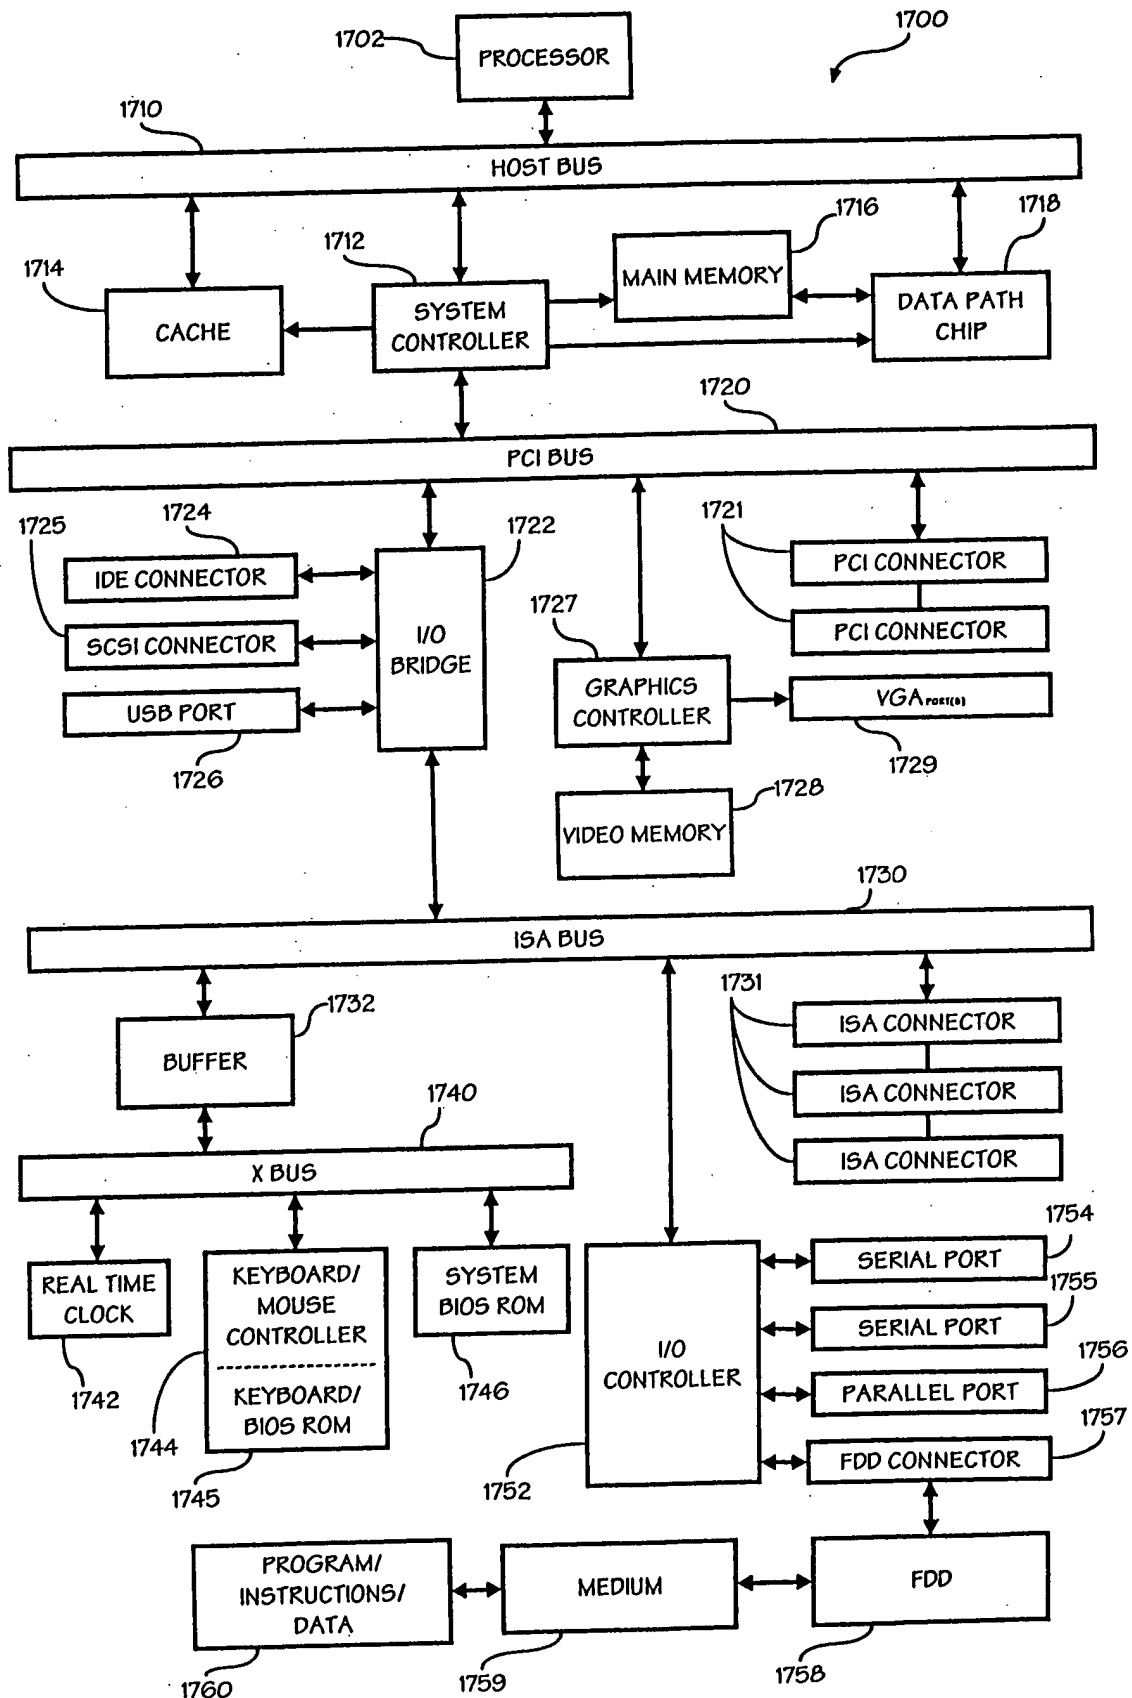 1702
PROCESSOR
1700
1710
HOST BUS
1716
1718
1712
1714
MAIN MEMORY
SYSTEM
CONTROLLER
DATA PATH
CHIP
CACHE
1720
PCI BUS
1725
1724
1722
1721
IDE CONNECTOR
PCI CONNECTOR
1727
SCSI CONNECTOR
I/O
BRIDGE
PCI CONNECTOR
GRAPHICS
CONTROLLER
VGA PORT(S)
USB PORT
1726
1729
1728
VIDEO MEMORY
1730
ISA BUS
1731
1732
ISA CONNECTOR
BUFFER
ISA CONNECTOR
1740
ISA CONNECTOR
X BUS
1754
REAL TIME
CLOCK
KEYBOARD/
MOUSE
CONTROLLER
SYSTEM
BIOS ROM
SERIAL PORT
1755
SERIAL PORT
I/O
CONTROLLER
1756
PARALLEL PORT
1742
1746
KEYBOARD/
BIOS ROM
1744
1757
FDD CONNECTOR
1745
1752
PROGRAM/
INSTRUCTIONS/
DATA
MEDIUM
FDD
1760
1759
1758